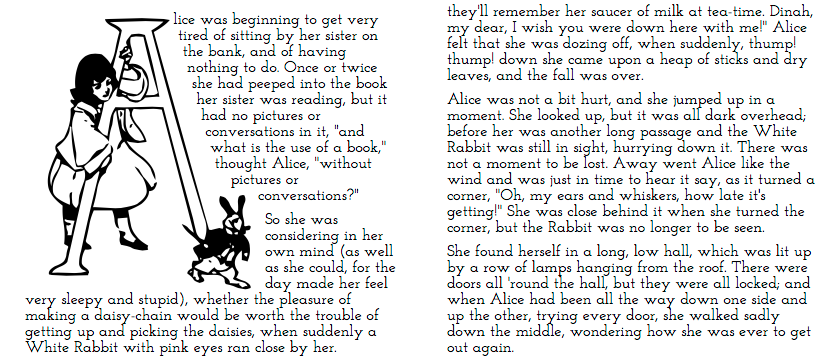 Alice was beginning to get very
tired of sitting by her sister on
the bank, and of having
nothing to do. Once or twice
she had peeped into the book
her sister was reading, but it
had no pictures or
conversations in it, "and
what is the use of a book,"
thought Alice, "without
pictures or
conversations?"
So she was
considering in her
own mind (as well
as she could, for the
day made her feel
very sleepy and stupid), whether the pleasure of
making a daisy-chain would be worth the trouble of
getting up and picking the daisies, when suddenly a
White Rabbit with pink eyes ran close by her.
they'll remember her saucer of milk at tea-time. Dinah,
my dear, I wish you were down here with me!" Alice
felt that she was dozing off, when suddenly, thump!
thump! down she came upon a heap of sticks and dry
leaves, and the fall was over.
Alice was not a bit hurt, and she jumped up in a
moment. She looked up, but it was all dark overhead;
before her was another long passage and the White
Rabbit was still in sight, hurrying down it. There was
not a moment to be lost. Away went Alice like the
wind and was just in time to hear it say, as it turned a
corner, "Oh, my ears and whiskers, how late it's
getting!" She was close behind it when she turned the
corner, but the Rabbit was no longer to be seen.
She found herself in a long, low hall, which was lit up
by a row of lamps hanging from the roof. There were
doors all 'round the hall, but they were all locked; and
when Alice had been all the way down one side and
up the other, trying every door, she walked sadly
down the middle, wondering how she was ever to get
out again.